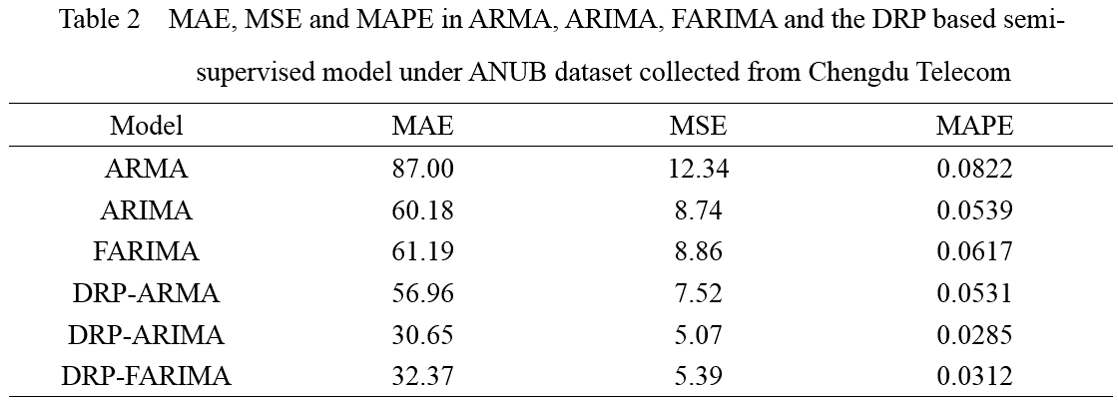 Table 2 MAE, MSE and MAPE in ARMA, ARIMA, FARIMA and the DRP based semi-
supervised model under ANUB dataset collected from Chengdu Telecom
Model MAE MSE MAPE
ARMA 87.00 12.34 0.0822
ARIMA 60.18 8.74 0.0539
FARIMA 61.19 8.86 0.0617
DRP-ARMA 56.96 7.52 0.0531
DRP-ARIMA 30.65 5.07 0.0285
DRP-FARIMA 32.37 5.39 0.0312